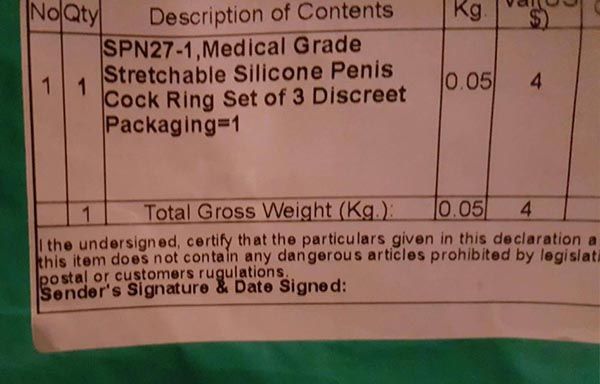 No Qty Description of Contents Kg. $)
SPN27-1,Medical Grade
Stretchable Silicone Penis
1 1 Cock Ring Set of 3 Discreet 0.05 4
Packaging=1
1 Total Gross Weight (Kg.): 0.05 4
I the undersigned, certify that the particulars given in this declaration a
this item does not contain any dangerous articles prohibited by legislati
postal or customers rugulations.
Sender's Signature & Date Signed: